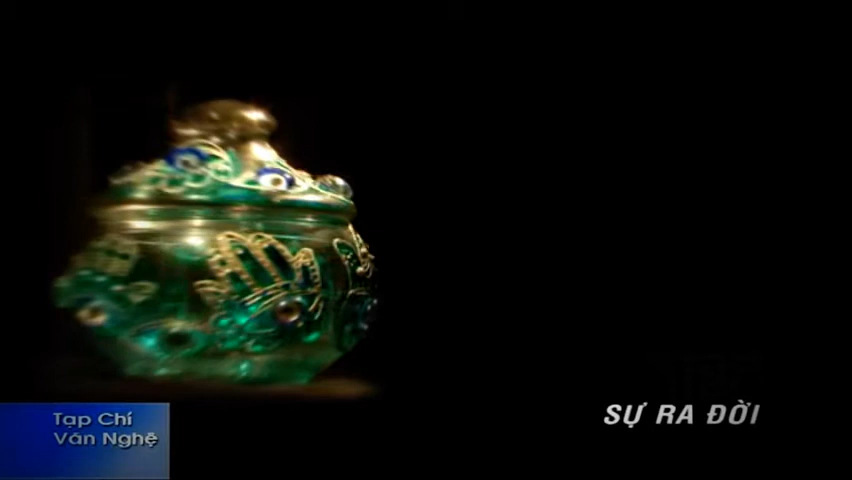 Tạp Chí
Văn Nghệ
SỰ RA ĐỜI